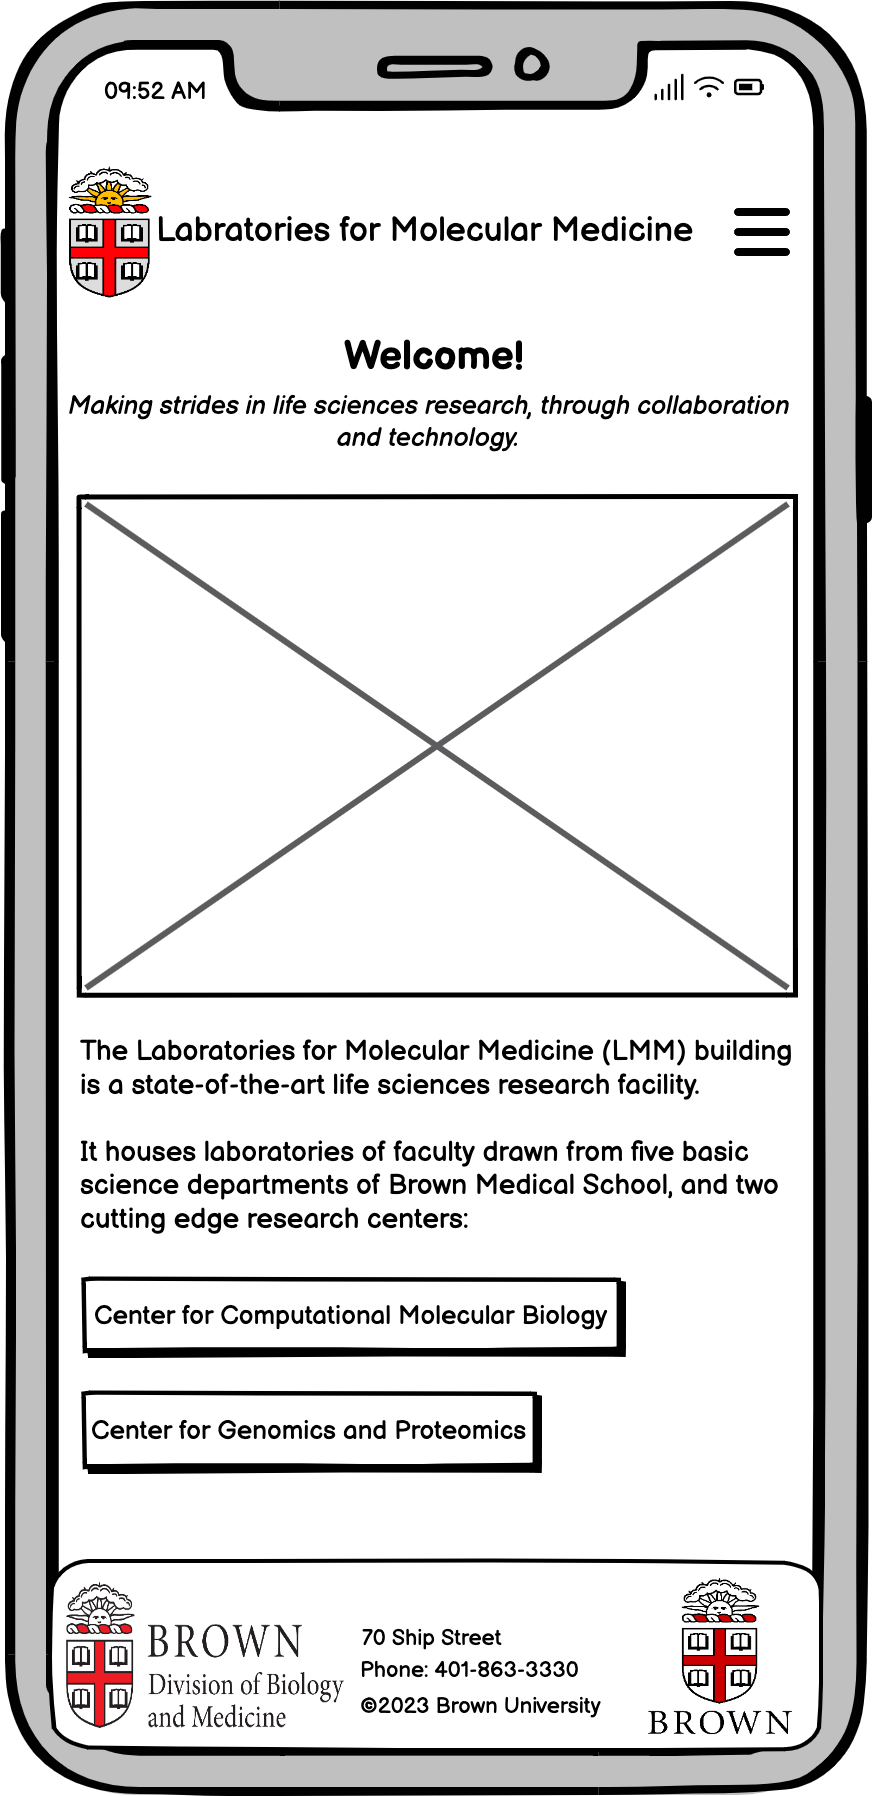 09:52 AM
Labratories for Molecular Medicine
Welcome!
Making strides in life sciences research, through collaboration
and technology.
The Laboratories for Molecular Medicine (LMM) building
is a state-of-the-art life sciences research facility.
It houses laboratories of faculty drawn from five basic
science departments of Brown Medical School, and two
cutting edge research centers:
Center for Computational Molecular Biology
Center for Genomics and Proteomics
BROWN
Division of Biology
and Medicine
70 Ship Street
Phone: 401-863-3330
©2023 Brown University
BROWN